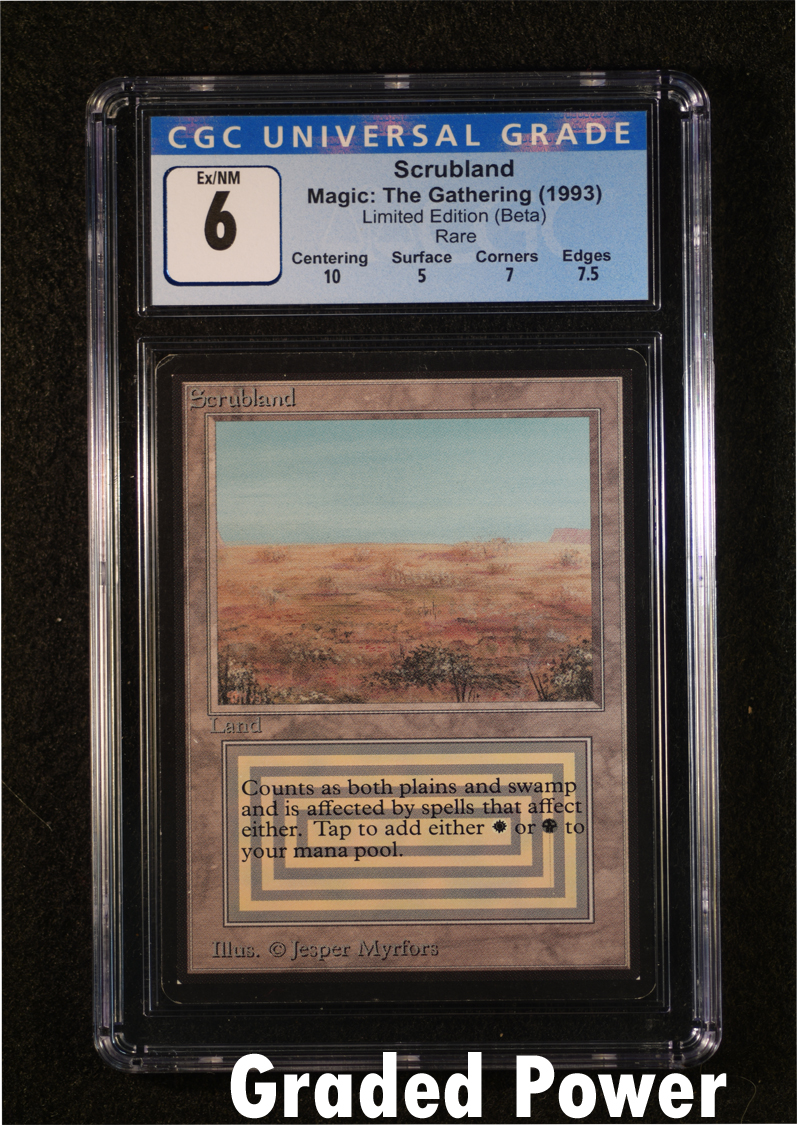 CGC UNIVERSAL GRADE
Ex/NM
6
Scrubland
Magic: The Gathering (1993)
Limited Edition (Beta)
Rare
Centering Surface Corners Edges
10 5 7 7.5
Scrubland
Land
Counts as both plains and swamp
and is affected by spells that affect
either. Tap to add either or to
your mana pool.
Illus. © Jesper Myrfors
Graded Power